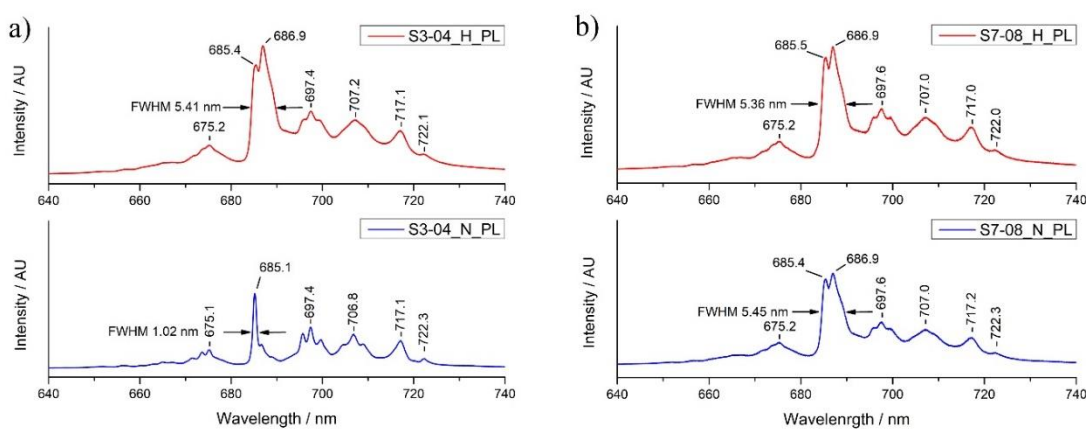 a)
S3-04_H_PL
Intensity / AU
685.4
686.9
FWHM 5.41 nm
675.2
697.4
707.2
717.1
722.1
640 660 680 700 720 740
S3-04_N_PL
Intensity / AU
685.1
FWHM 1.02 nm
675.1
697.4
706.8
717.1
722.3
640 660 680 700 720 740
Wavelength / nm
b)
S7-08_H_PL
Intensity / AU
685.5
686.9
FWHM 5.36 nm
675.2
697.6
707.0
717.0
722.0
640 660 680 700 720 740
S7-08_N_PL
Intensity / AU
685.4
686.9
FWHM 5.45 nm
675.2
697.6
707.0
717.2
722.3
640 660 680 700 720 740
Wavelenrgth / nm